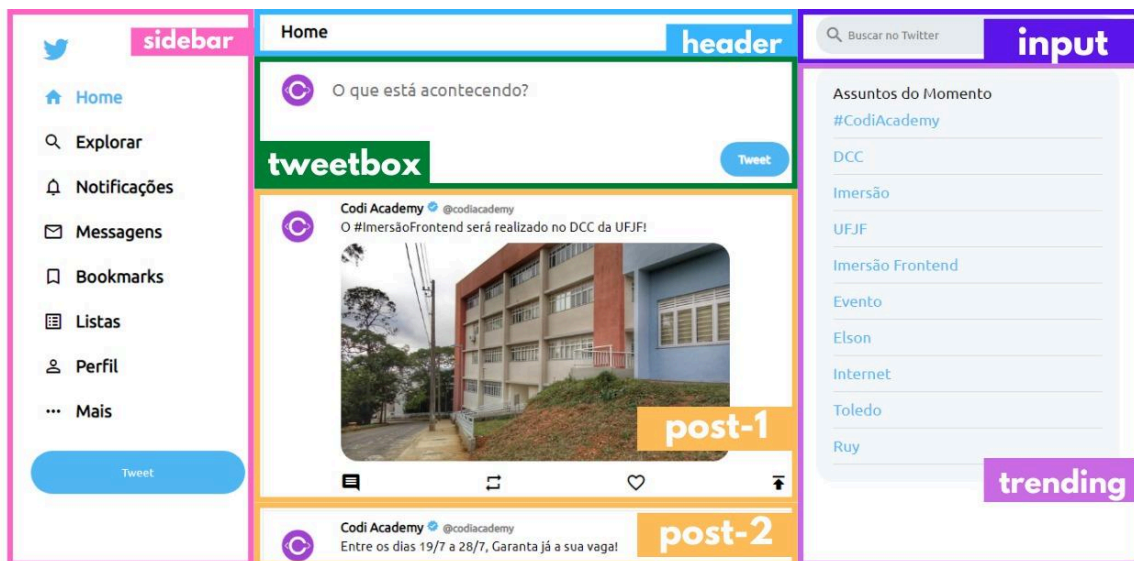 sidebar
Home
Explorar
Notificações
Messagens
Bookmarks
Listas
Perfil
Mais
Tweet
Home
header
O que está acontecendo?
tweetbox
Tweet
Codi Academy @codiacademy
O #ImersãoFrontend será realizado no DCC da UFJF!
post-1
Codi Academy @codiacademy
Entre os dias 19/7 a 28/7, Garanta já a sua vaga!
post-2
Buscar no Twitter
input
Assuntos do Momento
#CodiAcademy
DCC
Imersão
UFJF
Imersão Frontend
Evento
Elson
Internet
Toledo
Ruy
trending